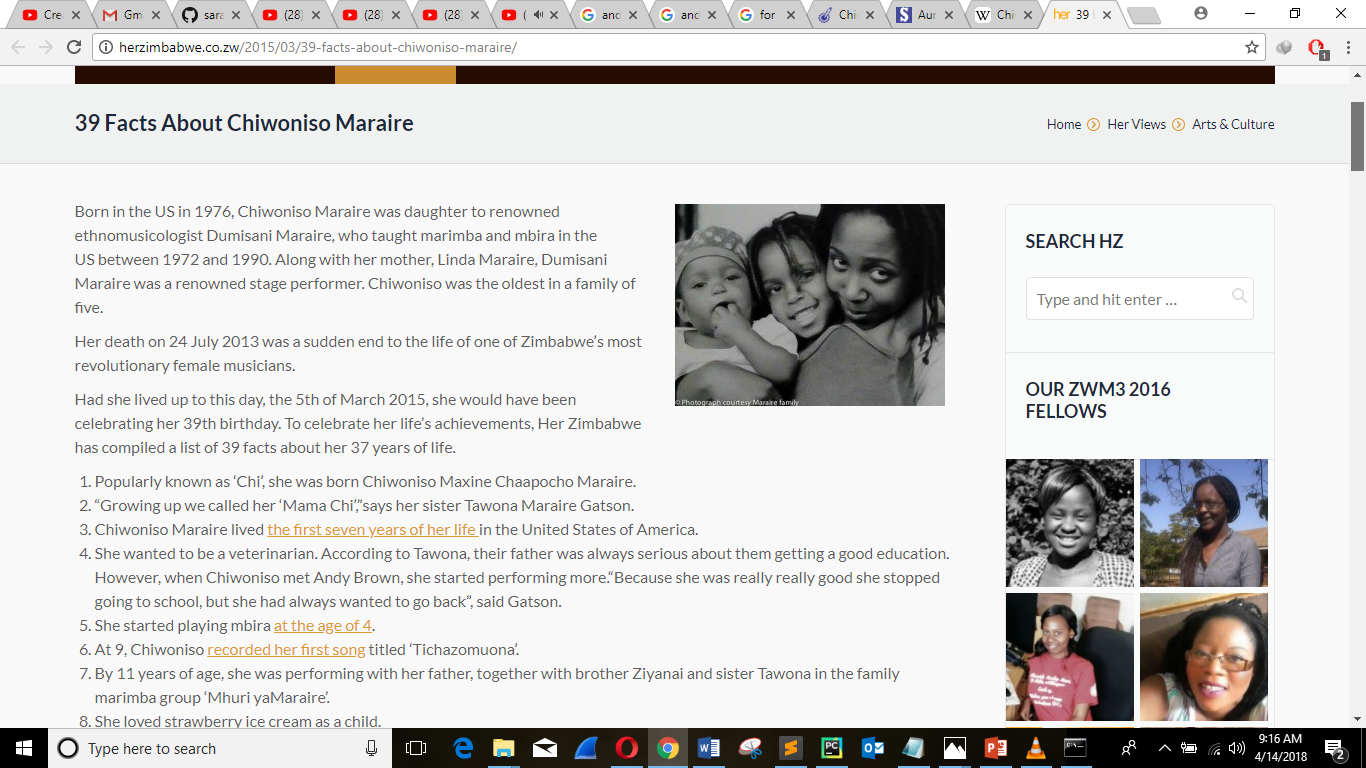 Cre
Gm
sara
(28)
(28)
(28)
(
and
and
for
Chi
Aur
Chi
her 39
herzimbabwe.co.zw/2015/03/39-facts-about-chiwoniso-maraire/
1
39 Facts About Chiwoniso Maraire
Home Her Views Arts & Culture
Born in the US in 1976, Chiwoniso Maraire was daughter to renowned
ethnomusicologist Dumisani Maraire, who taught marimba and mbira in the
US between 1972 and 1990. Along with her mother, Linda Maraire, Dumisani
Maraire was a renowned stage performer. Chiwoniso was the oldest in a family of
five.
Her death on 24 July 2013 was a sudden end to the life of one of Zimbabwe's most
revolutionary female musicians.
Had she lived up to this day, the 5th of March 2015, she would have been
celebrating her 39th birthday. To celebrate her life's achievements, Her Zimbabwe
has compiled a list of 39 facts about her 37 years of life.
© Photograph courtesy Maraire family
1. Popularly known as ‘Chi’, she was born Chiwoniso Maxine Chaapocho Maraire.
2. “Growing up we called her ‘Mama Chi’,”says her sister Tawona Maraire Gatson.
3. Chiwoniso Maraire lived the first seven years of her life in the United States of America.
4. She wanted to be a veterinarian. According to Tawona, their father was always serious about them getting a good education.
However, when Chiwoniso met Andy Brown, she started performing more.“Because she was really really good she stopped
going to school, but she had always wanted to go back”, said Gatson.
5. She started playing mbira at the age of 4.
6. At 9, Chiwoniso recorded her first song titled ‘Tichazomuona’.
7. By 11 years of age, she was performing with her father, together with brother Ziyanai and sister Tawona in the family
marimba group ‘Mhuri yaMaraire’.
8. She loved strawberry ice cream as a child.
SEARCH HZ
Type and hit enter …
OUR ZWM3 2016
FELLOWS
Type here to search
9:16 AM
4/14/2018
2